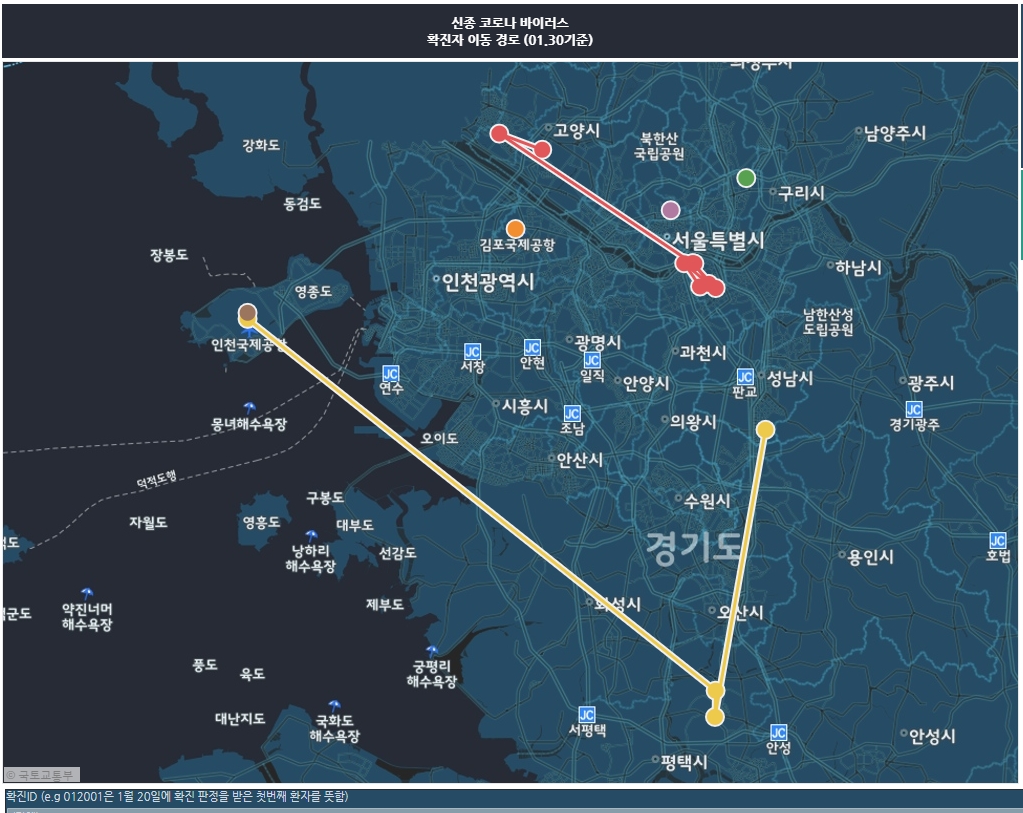 신종 코로나 바이러스
확진자 이동 경로 (01.30기준)
고양시
북한산
국립공원
남양주시
강화도
구리시
동검도
서울특별시
김포국제공항
장봉도
하남시
인천광역시
영종도
남한산성
도립공원
인천국제공항
광명시
과천시
JC
서창
JC
안현
JC
일직
JC
연수
안양시
JC
판교
성남시
광주시
시흥시
JC
조남
의왕시
JC
경기광주
몽녀해수욕장
오이도
안산시
덕적도행
구봉도
수원시
자월도
영흥도
대부도
낭하리
해수욕장
선감도
경기도
용인시
JC
호법
약진너머
해수욕장
제부도
화성시
오산시
풍도
육도
궁평리
해수욕장
대난지도
국화도
해수욕장
JC
서평택
JC
안성
안성시
평택시
© 국토교통부
확진ID (e.g 012001은 1월 20일에 확진 판정을 받은 첫번째 환자를 뜻함)